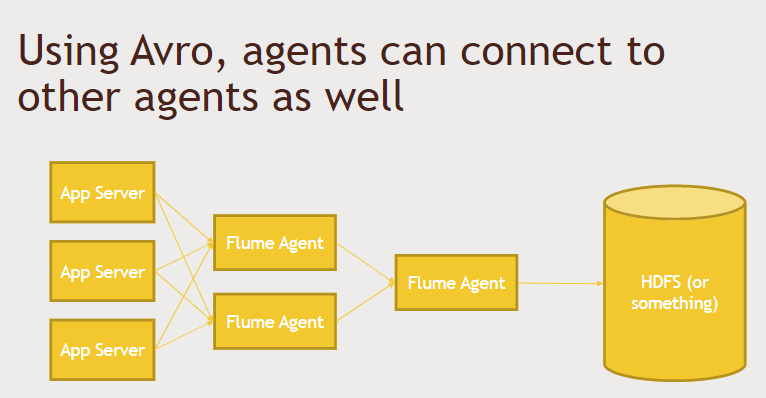 Using Avro, agents can connect to
other agents as well
App Server
App Server
App Server
Flume Agent
Flume Agent
Flume Agent
HDFS (or
something)